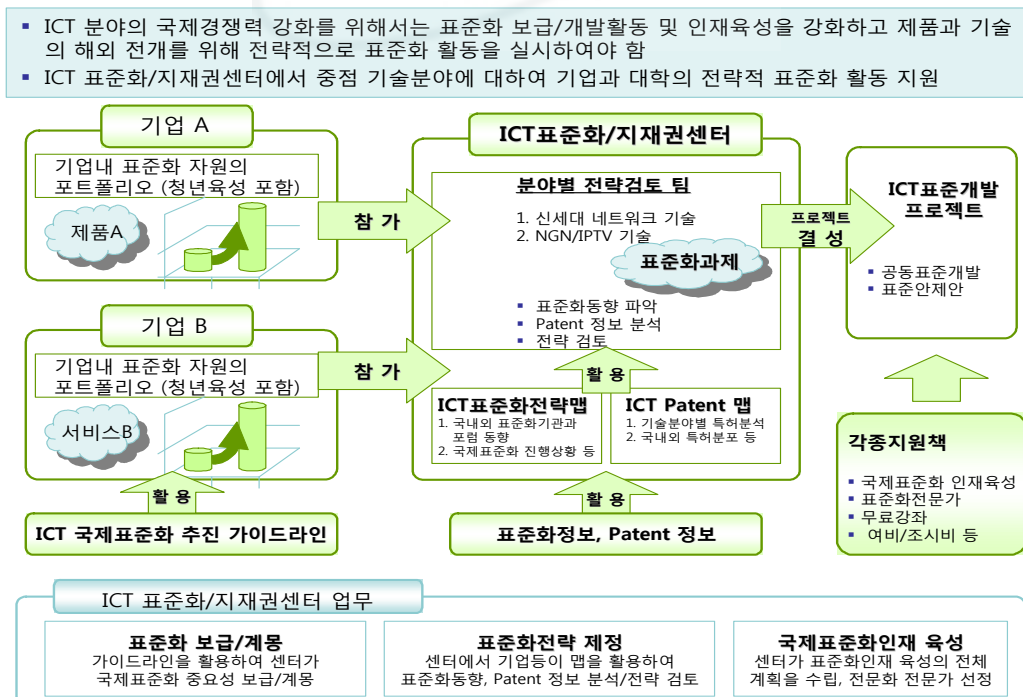 ▪ ICT 분야의 국제경쟁력 강화를 위해서는 표준화 보급/개발활동 및 인재육성을 강화하고 제품과 기술
의 해외 전개를 위해 전략적으로 표준화 활동을 실시하여야 함
▪ ICT 표준화/지재권센터에서 중점 기술분야에 대하여 기업과 대학의 전략적 표준화 활동 지원
기업 A
기업내 표준화 자원의
포트폴리오 (청년육성 포함)
제품A
참 가
기업 B
기업내 표준화 자원의
포트폴리오 (청년육성 포함)
서비스B
참 가
활 용
ICT 국제표준화 추진 가이드라인
ICT표준화/지재권센터
분야별 전략검토 팀
1. 신세대 네트워크 기술
2. NGN/IPTV 기술
표준화과제
▪ 표준화동향 파악
▪ Patent 정보 분석
▪ 전략 검토
활 용
ICT표준화전략맵
1. 국내외 표준화기관과
포럼 동향
2. 국제표준화 진행상황 등
ICT Patent 맵
1. 기술분야별 특허분석
2. 국내외 특허분포 등
활 용
표준화정보, Patent 정보
프로젝트
결 성
ICT표준개발
프로젝트
▪ 공동표준개발
▪ 표준안제안
각종지원책
▪ 국제표준화 인재육성
▪ 표준화전문가
▪ 무료강좌
▪ 여비/조시비 등
ICT 표준화/지재권센터 업무
표준화 보급/계몽
가이드라인을 활용하여 센터가
국제표준화 중요성 보급/계몽
표준화전략 제정
센터에서 기업등이 맵을 활용하여
표준화동향, Patent 정보 분석/전략 검토
국제표준화인재 육성
센터가 표준화인재 육성의 전체
계획을 수립, 전문화 전문가 선정